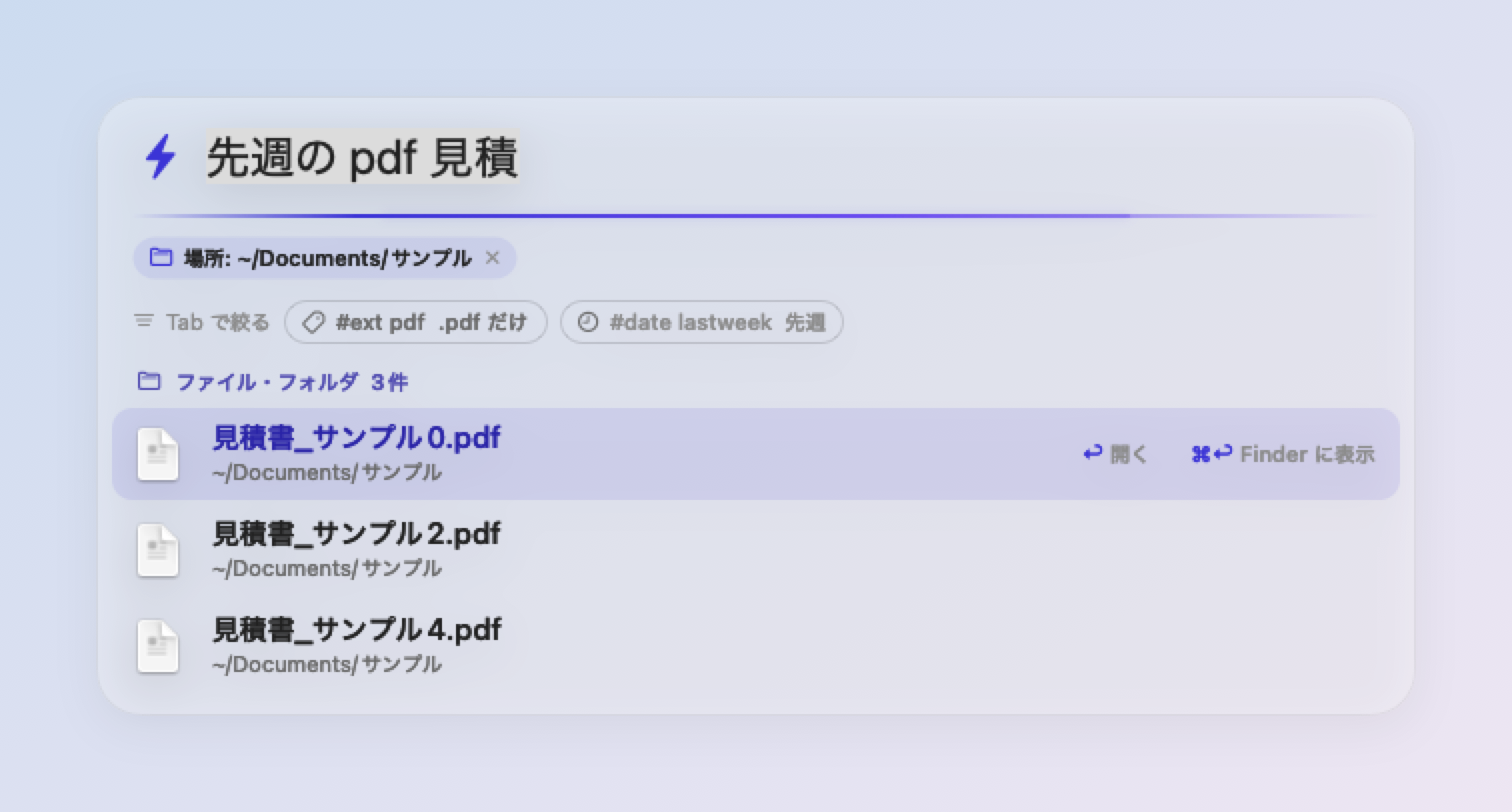 先週の pdf 見積
場所: ~/Documents/サンプル ×
Tab で絞る #ext pdf .pdf だけ #date lastweek 先週
ファイル・フォルダ 3件
見積書_サンプル0.pdf
~/Documents/サンプル
↩ 開く ⌘↩ Finder に表示
見積書_サンプル2.pdf
~/Documents/サンプル
見積書_サンプル4.pdf
~/Documents/サンプル